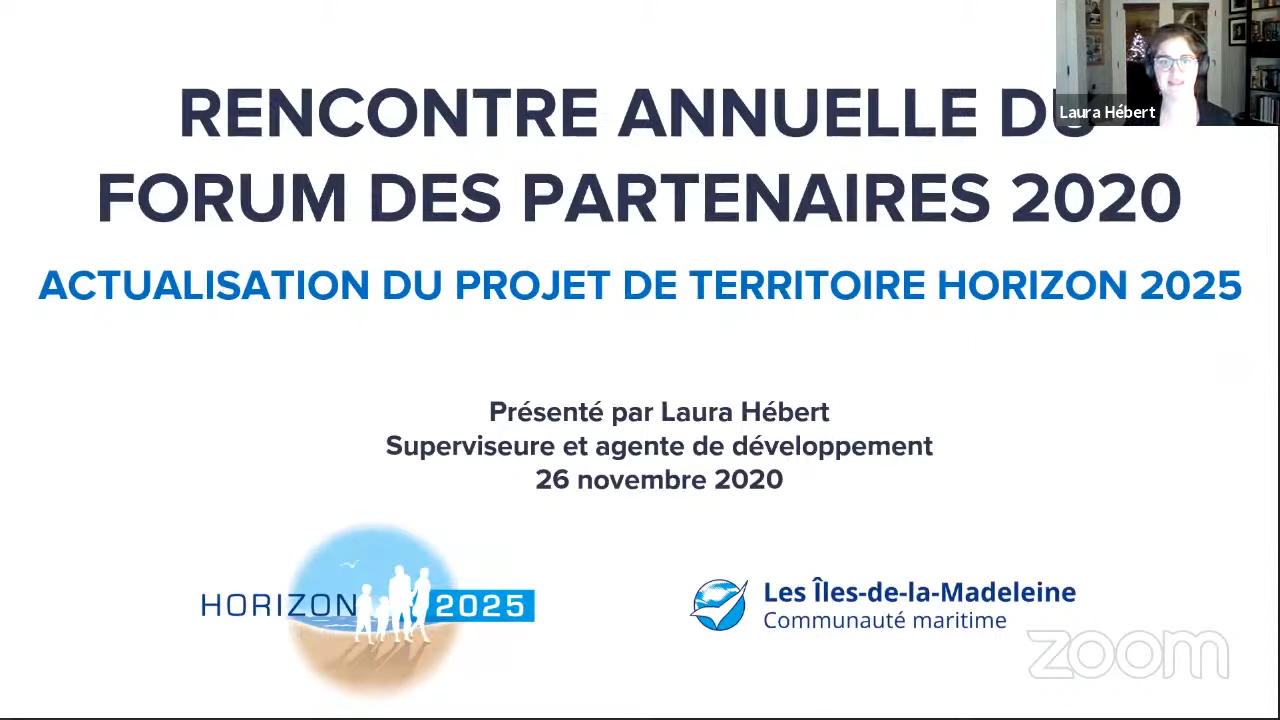 RENCONTRE ANNUELLE DU
Laura Hébert
FORUM DES PARTENAIRES 2020
ACTUALISATION DU PROJET DE TERRITOIRE HORIZON 2025
Présenté par Laura Hébert
Superviseure et agente de développement
26 novembre 2020
HORIZON 2025
Les Îles-de-la-Madeleine
Communauté maritime
zoom